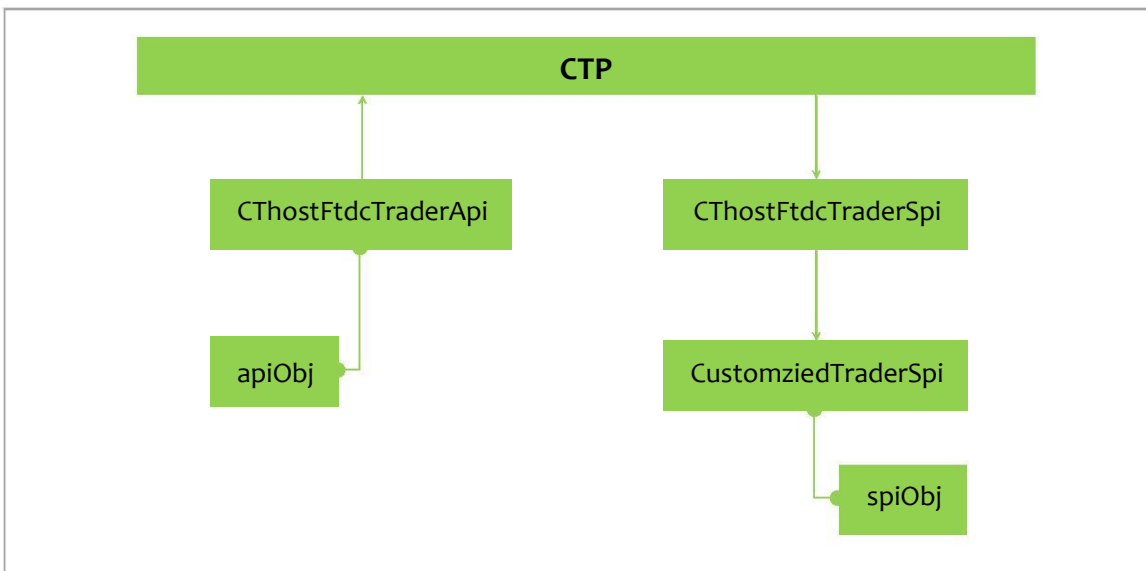 CTP
CThostFtdcTraderApi
CThostFtdcTraderSpi
apiObj
CustomziedTraderSpi
spiObj